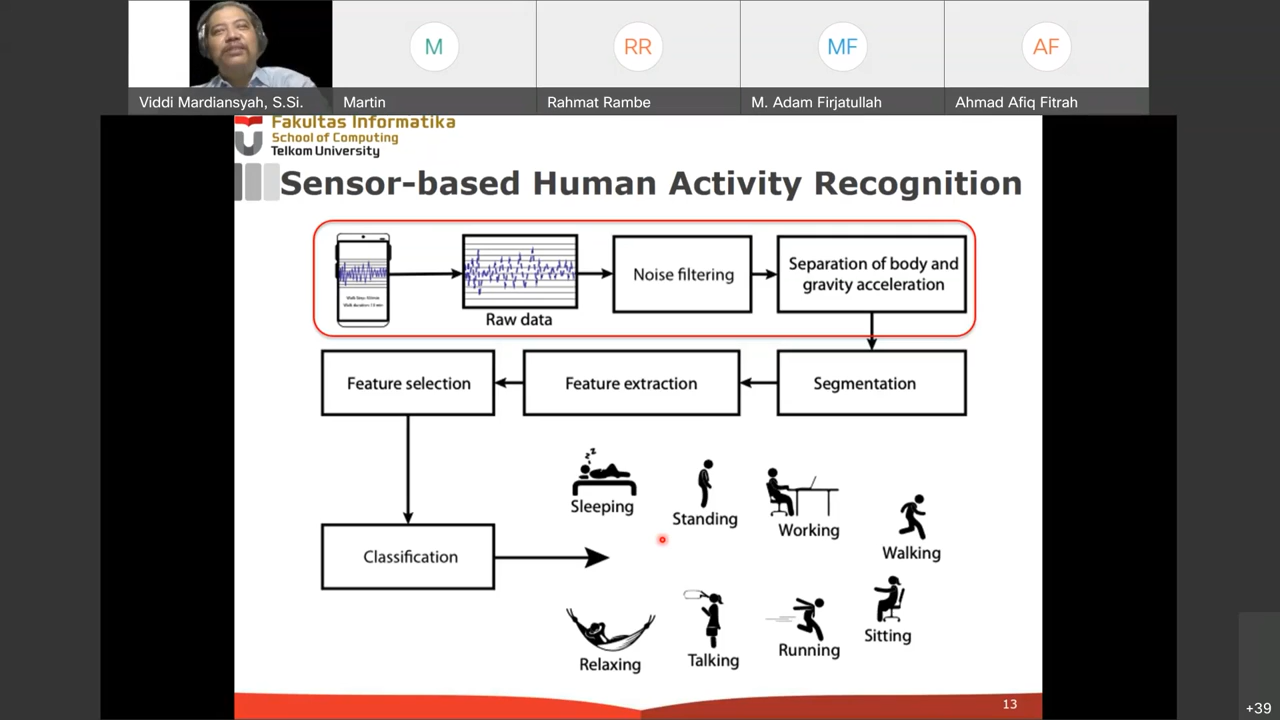 M
RR
MF
AF
Viddi Mardiansyah, S.Si.
Martin
Rahmat Rambe
M. Adam Firjatullah
Ahmad Afiq Fitrah
Fakultas Informatika
School of Computing
Telkom University
Sensor-based Human Activity Recognition
Raw data
Noise filtering
Separation of body and
gravity acceleration
Feature selection
Feature extraction
Segmentation
zzz
Sleeping
Standing
Working
Walking
Classification
Relaxing
Talking
Running
Sitting
13
+39